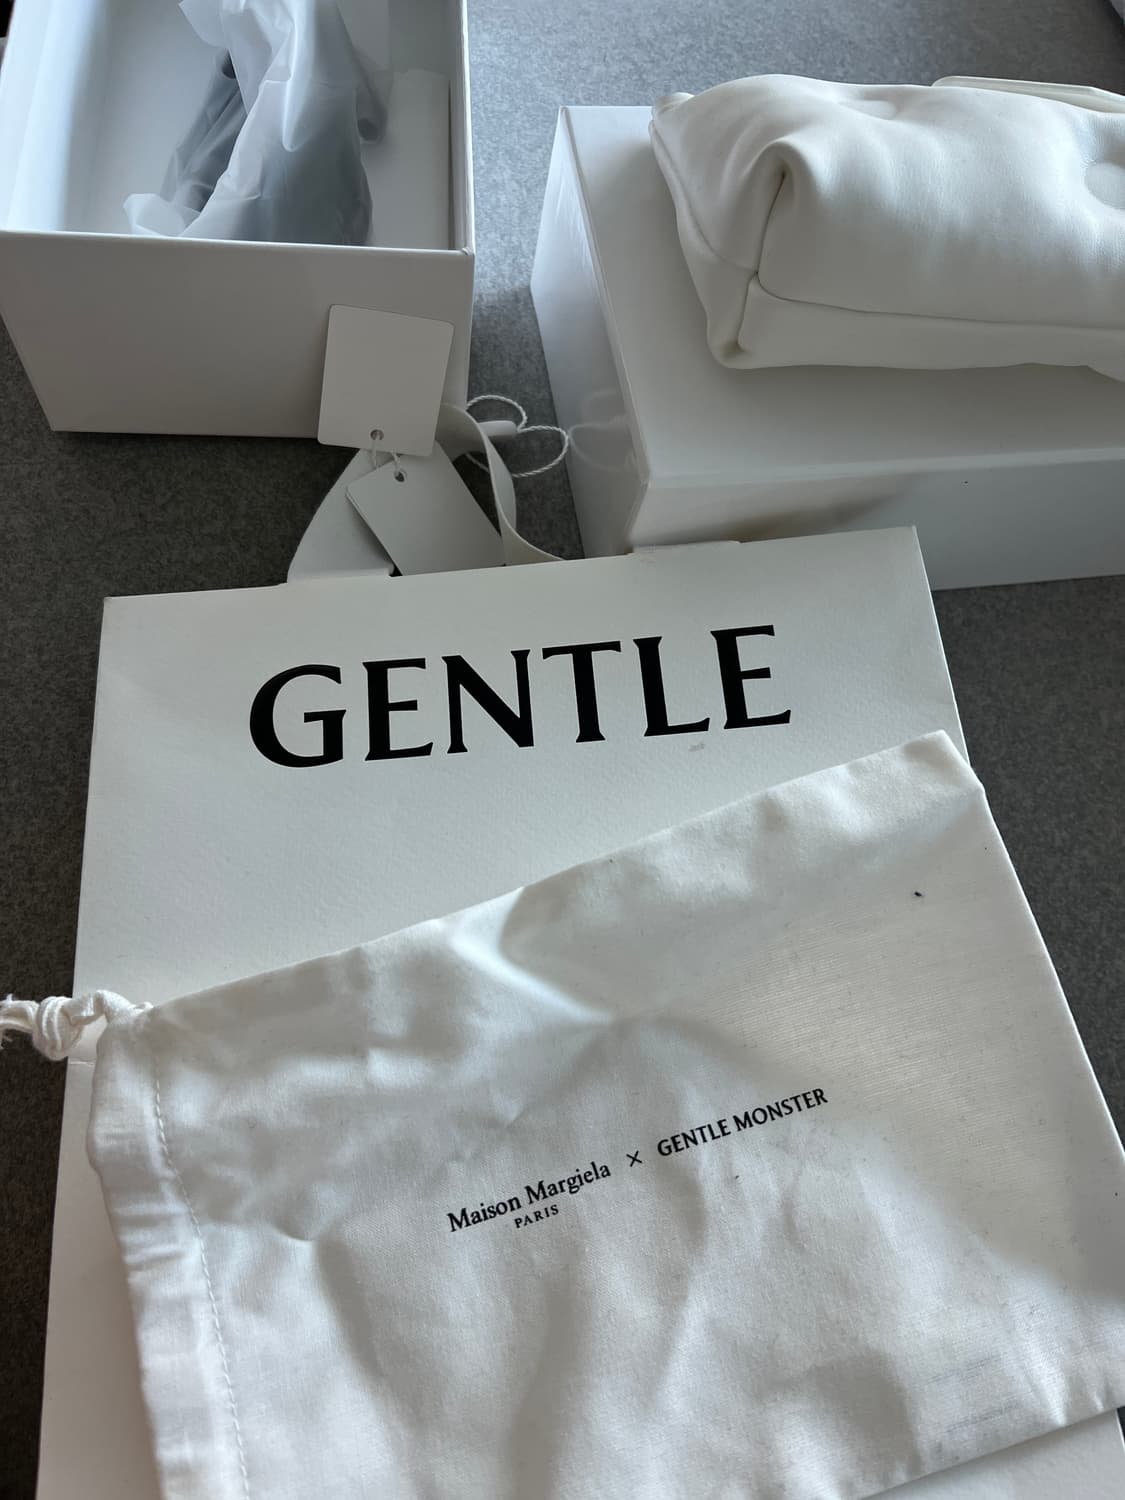 GENTLE
Maison Margiela × GENTLE MONSTER
PARIS